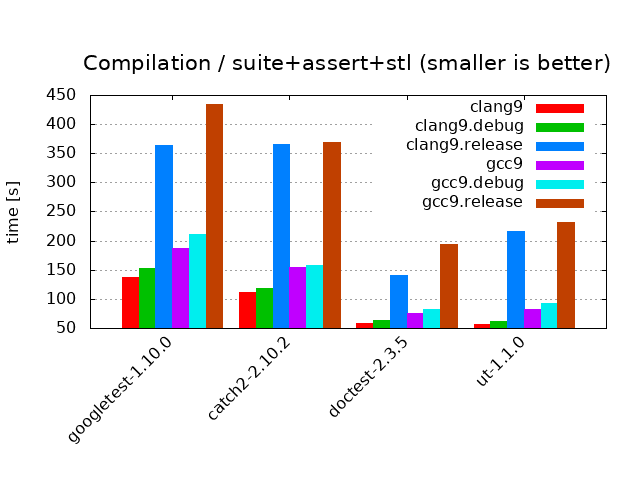 Compilation / suite+assert+stl (smaller is better)
450
400
350
300
250
200
150
100
50
time [s]
clang9
clang9.debug
clang9.release
gcc9
gcc9.debug
gcc9.release
googletest-1.10.0
catch2-2.10.2
doctest-2.3.5
ut-1.1.0